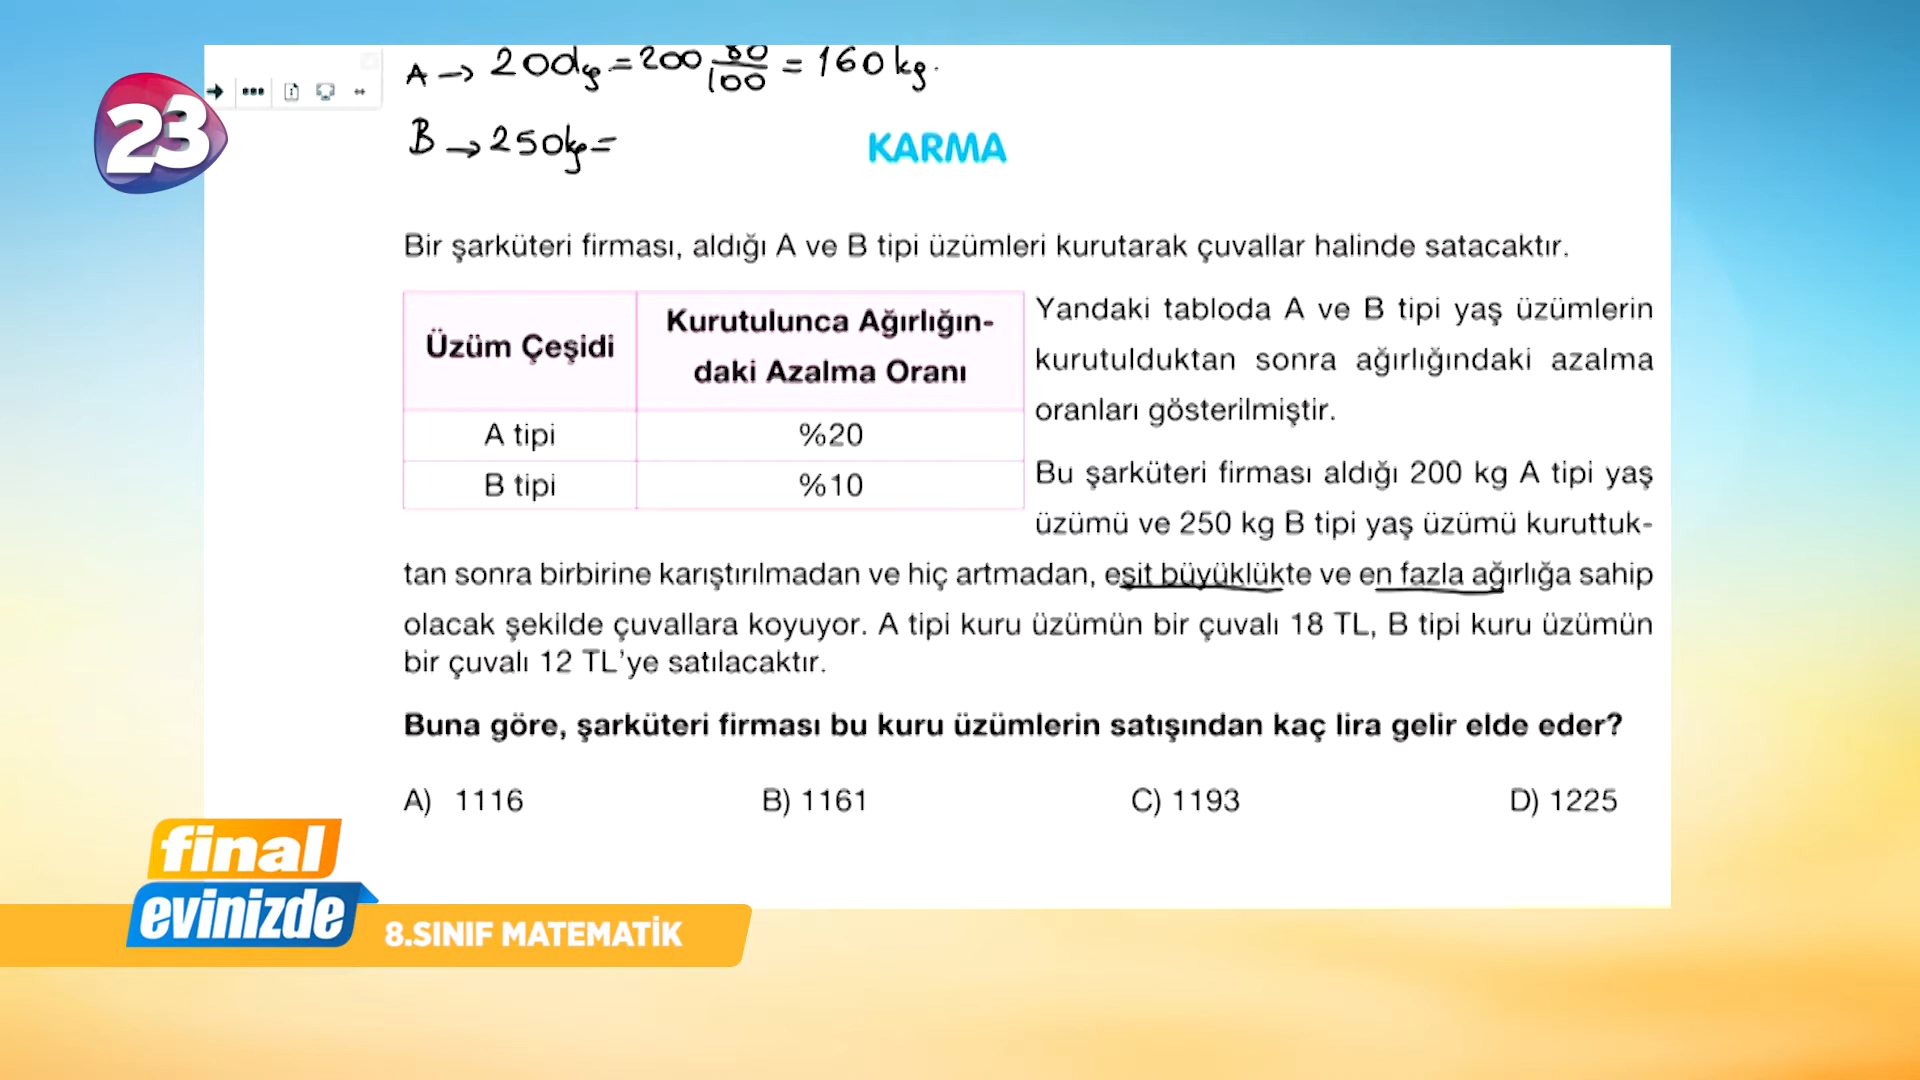 A → 200kg = 200 80/100 = 160 kg.
23
B → 250kg =
KARMA
Bir şarküteri firması, aldığı A ve B tipi üzümleri kurutarak çuvallar halinde satacaktır.
Üzüm Çeşidi
Kurutulunca Ağırlığın-
daki Azalma Oranı
A tipi %20
B tipi %10
Yandaki tabloda A ve B tipi yaş üzümlerin
kurutulduktan sonra ağırlığındaki azalma
oranları gösterilmiştir.
Bu şarküteri firması aldığı 200 kg A tipi yaş
üzümü ve 250 kg B tipi yaş üzümü kuruttuk-
tan sonra birbirine karıştırılmadan ve hiç artmadan, eşit büyüklükte ve en fazla ağırlığa sahip
olacak şekilde çuvallara koyuyor. A tipi kuru üzümün bir çuvalı 18 TL, B tipi kuru üzümün
bir çuvalı 12 TL'ye satılacaktır.
Buna göre, şarküteri firması bu kuru üzümlerin satışından kaç lira gelir elde eder?
A) 1116 B) 1161 C) 1193 D) 1225
final
evinizde
8.SINIF MATEMATİK